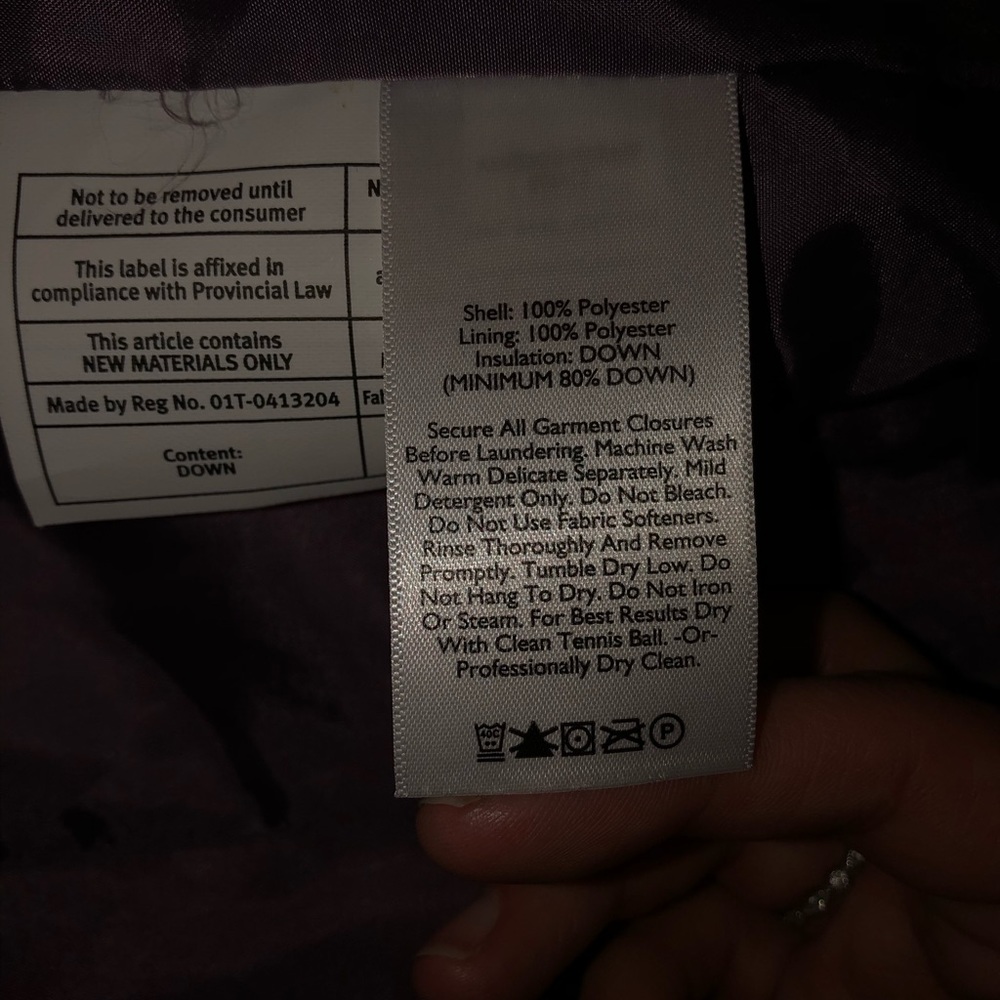 Not to be removed until
delivered to the consumer
This label is affixed in
compliance with Provincial Law
This article contains
NEW MATERIALS ONLY
Made by Reg No. 01T-0413204
Content:
DOWN
N
a
Fal
Shell: 100% Polyester
Lining: 100% Polyester
Insulation: DOWN
(MINIMUM 80% DOWN)
Secure All Garment Closures
Before Laundering. Machine Wash
Warm Delicate Separately, Mild
Detergent Only. Do Not Bleach.
Do Not Use Fabric Softeners.
Rinse Thoroughly And Remove
Promptly. Tumble Dry Low. Do
Not Hang To Dry. Do Not Iron
Or Steam. For Best Results Dry
With Clean Tennis Ball. -Or-
Professionally Dry Clean.
40C
P